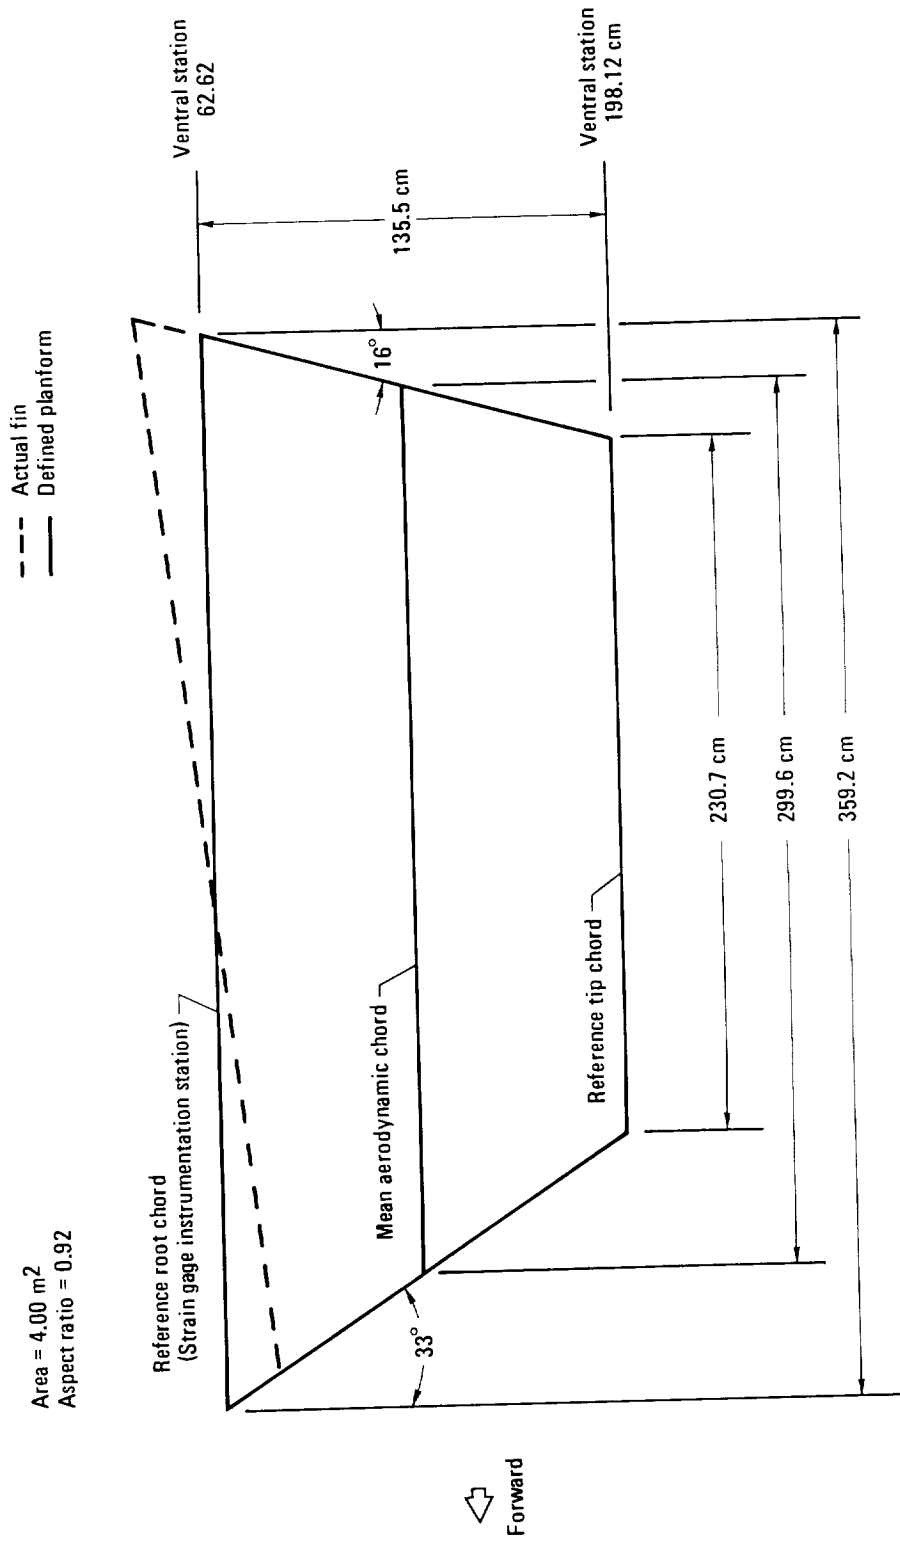 Area = 4.00 m2
Aspect ratio = 0.92
--- Actual fin
Defined planform
Reference root chord
(Strain gage instrumentation station)
Ventral station
62.62
Mean aerodynamic chord
16°
33°
135.5 cm
Reference tip chord
Ventral station
198.12 cm
230.7 cm
299.6 cm
359.2 cm
Forward